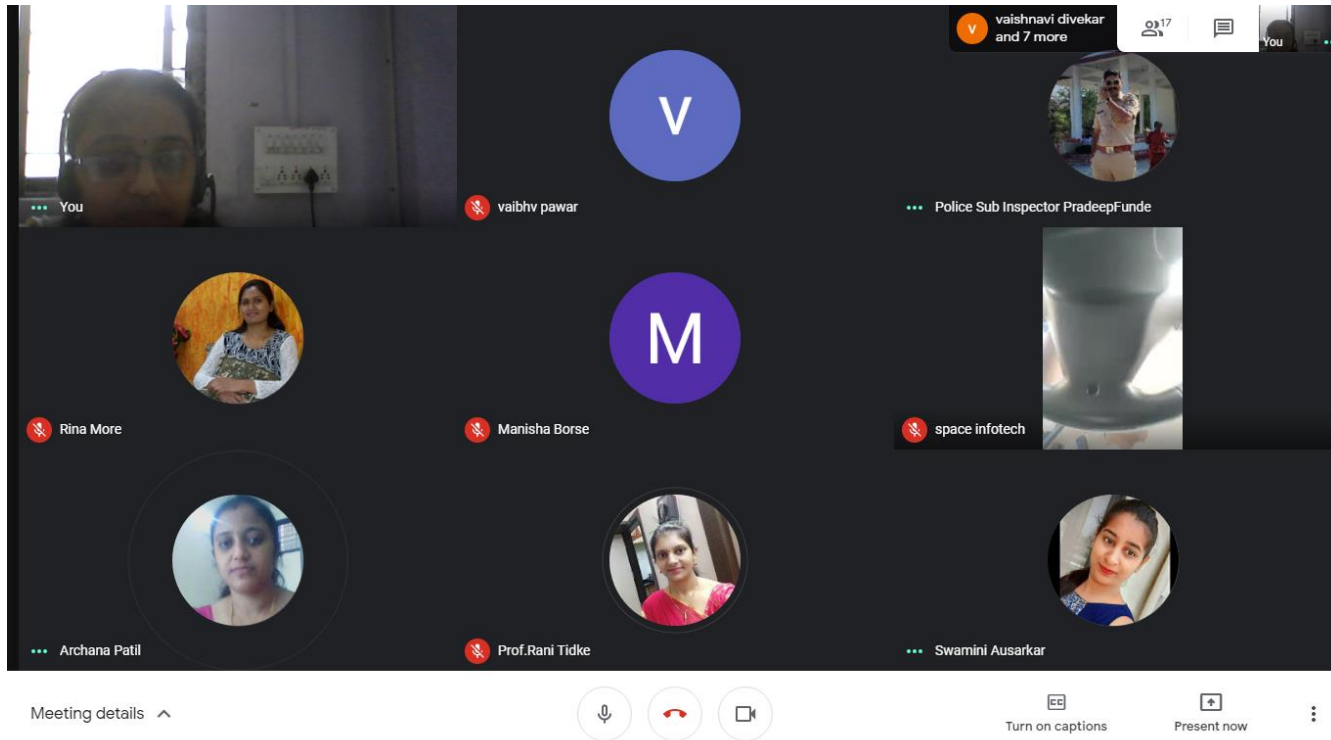 V
vaishnavi divekar
and 7 more
17
You
V
You
vaibhv pawar
Police Sub Inspector PradeepFunde
M
Rina More
Manisha Borse
space infotech
Archana Patil
Prof.Rani Tidke
Swamini Ausarkar
Meeting details
CC
Turn on captions
Present now